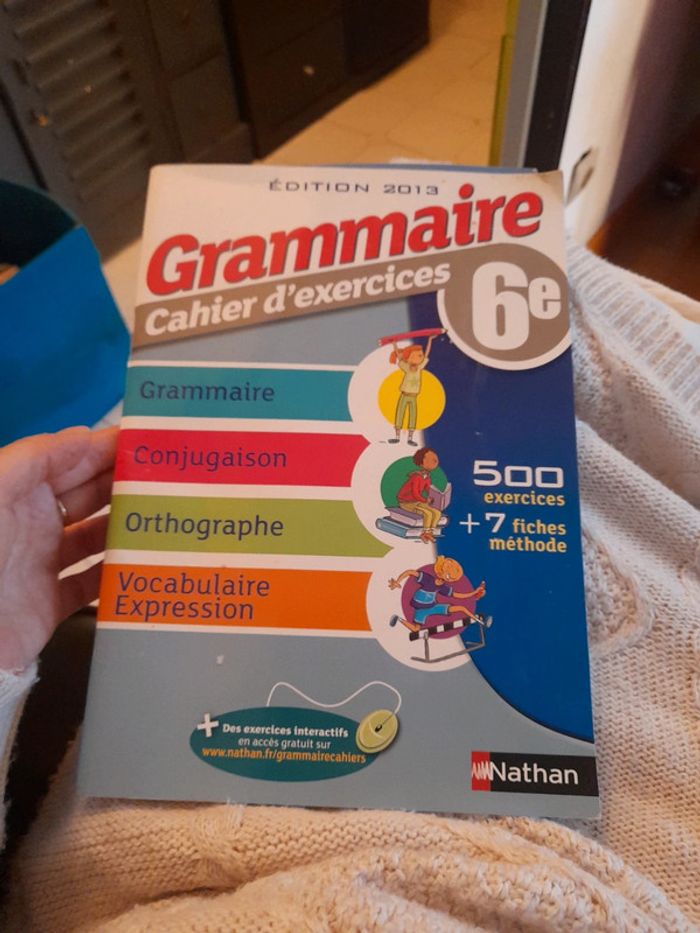 ÉDITION 2013
Grammaire
Cahier d'exercices
6e
Grammaire
Conjugaison
Orthographe
Vocabulaire
Expression
500
exercices
+ 7 fiches
méthode
+ Des exercices interactifs
en accès gratuit sur
www.nathan.fr/grammairecahiers
Nathan